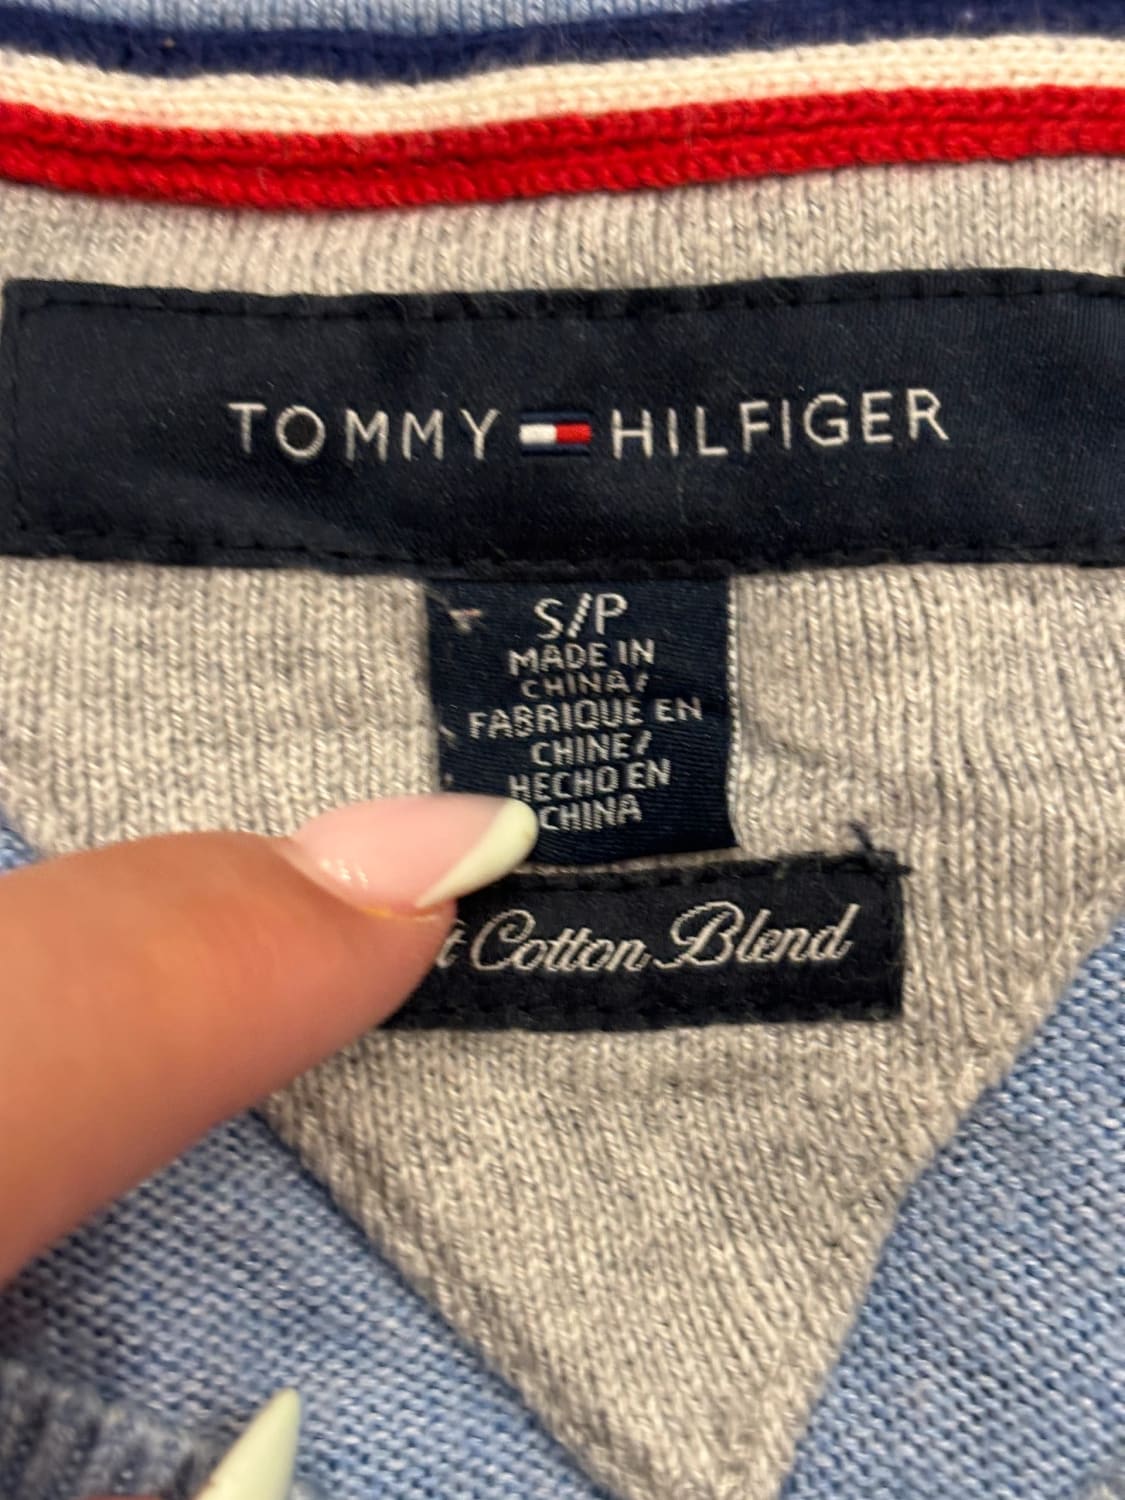 TOMMY HILFIGER
S/P
MADE IN
CHINA/
FABRIQUE EN
CHINE/
HECHO EN
CHINA
Cotton Blend